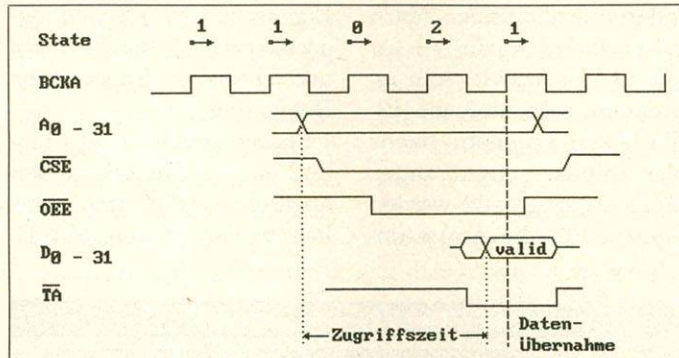 State 1 1 0 2 1
BCKA
A0 - 31
CSE
OEE
D0 - 31 valid
TA
Zugriffszeit Daten-
übernahme